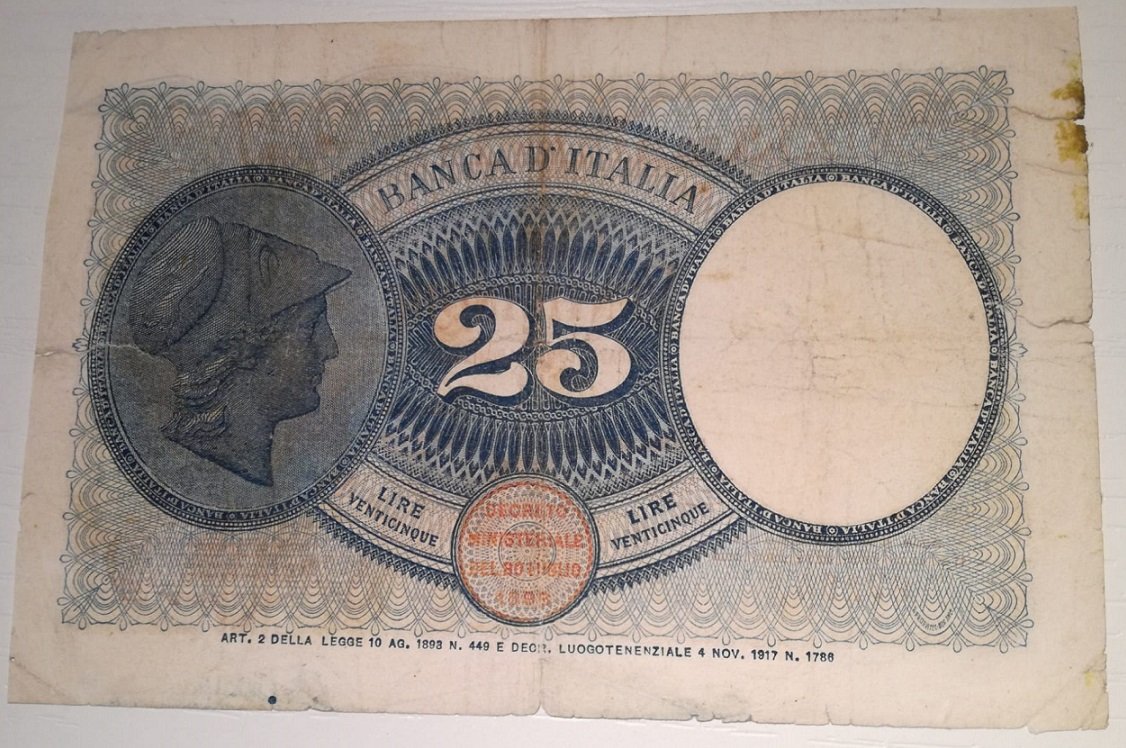 BANCA D'ITALIA
25
LIRE
VENTICINQUE
LIRE
VENTICINQUE
DECRETO
MINISTERIALE
DEL 30 LUGLIO
1896
ART. 2 DELLA LEGGE 10 AG. 1893 N. 449 E DECR. LUOGOTENENZIALE 4 NOV. 1917 N. 1786